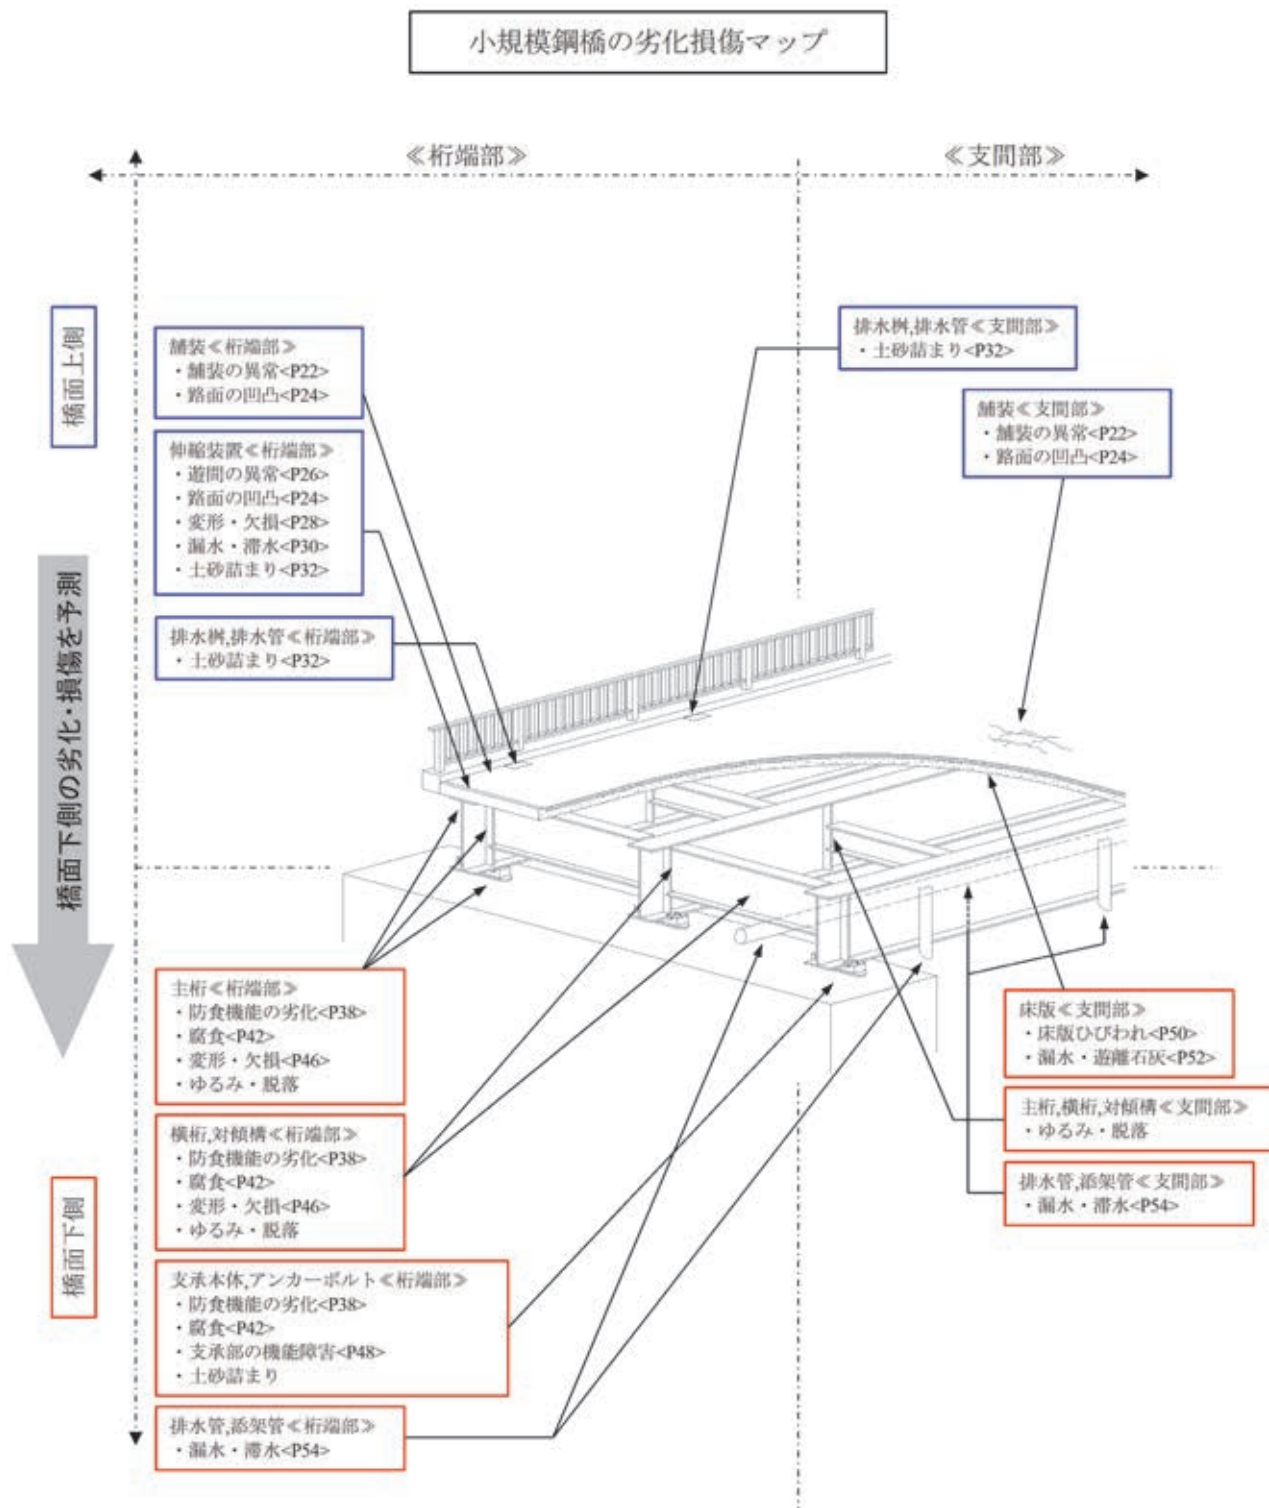 小規模鋼橋の劣化損傷マップ
≪桁端部≫
≪支間部≫
橋面上側
舗装≪桁端部≫
・舗装の異常<P22>
・路面の凹凸<P24>
伸縮装置≪桁端部≫
・遊間の異常<P26>
・路面の凹凸<P24>
・変形・欠損<P28>
・漏水・滞水<P30>
・土砂詰まり<P32>
排水桝,排水管≪桁端部≫
・土砂詰まり<P32>
排水桝,排水管≪支間部≫
・土砂詰まり<P32>
舗装≪支間部≫
・舗装の異常<P22>
・路面の凹凸<P24>
橋面下側の劣化・損傷を予測
橋面下側
主桁≪桁端部≫
・防食機能の劣化<P38>
・腐食<P42>
・変形・欠損<P46>
・ゆるみ・脱落
横桁,対傾構≪桁端部≫
・防食機能の劣化<P38>
・腐食<P42>
・変形・欠損<P46>
・ゆるみ・脱落
支承本体,アンカーボルト≪桁端部≫
・防食機能の劣化<P38>
・腐食<P42>
・支承部の機能障害<P48>
・土砂詰まり
排水管,添架管≪桁端部≫
・漏水・滞水<P54>
床版≪支間部≫
・床版ひびわれ<P50>
・漏水・遊離石灰<P52>
主桁,横桁,対傾構≪支間部≫
・ゆるみ・脱落
排水管,添架管≪支間部≫
・漏水・滞水<P54>